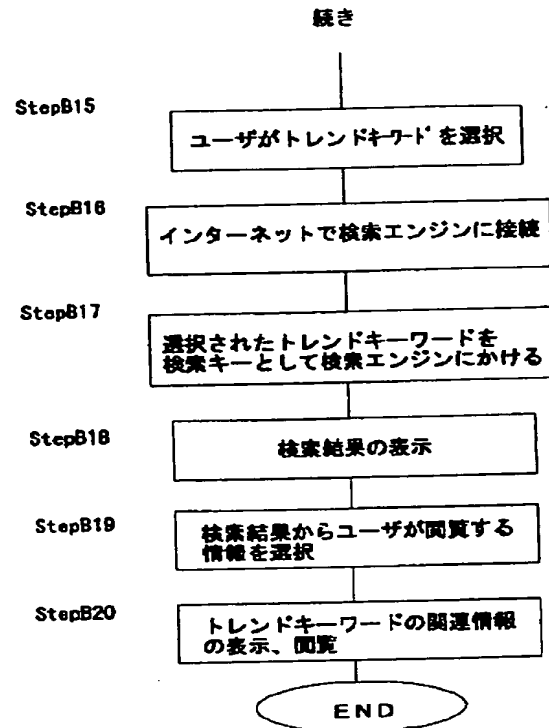 続き
StepB15
ユーザがトレンドキーワードを選択
StepB16
インターネットで検索エンジンに接続
StepB17
選択されたトレンドキーワードを
検索キーとして検索エンジンにかける
StepB18
検索結果の表示
StepB19
検索結果からユーザが閲覧する
情報を選択
StepB20
トレンドキーワードの関連情報
の表示、閲覧
END